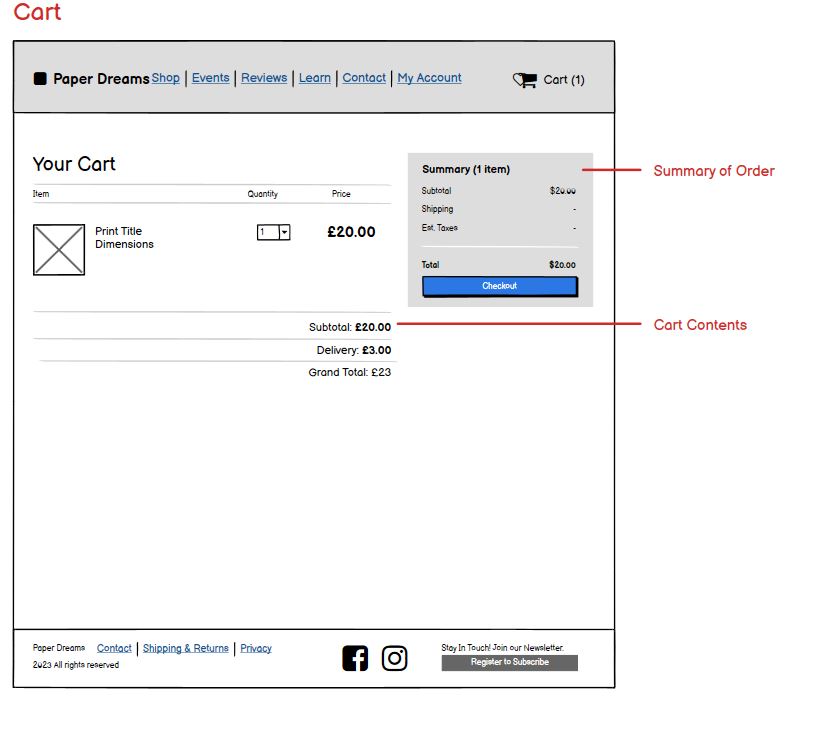 Cart
Paper Dreams Shop | Events | Reviews | Learn | Contact | My Account Cart (1)
Your Cart
Item Quantity Price
Print Title
Dimensions
1
£20.00
Subtotal: £20.00
Delivery: £3.00
Grand Total: £23
Summary (1 item)
Subtotal $20.00
Shipping -
Est. Taxes -
Total $20.00
Checkout
Summary of Order
Cart Contents
Paper Dreams Contact | Shipping & Returns | Privacy
2023 All rights reserved
Stay In Touch! Join our Newsletter.
Register to Subscribe